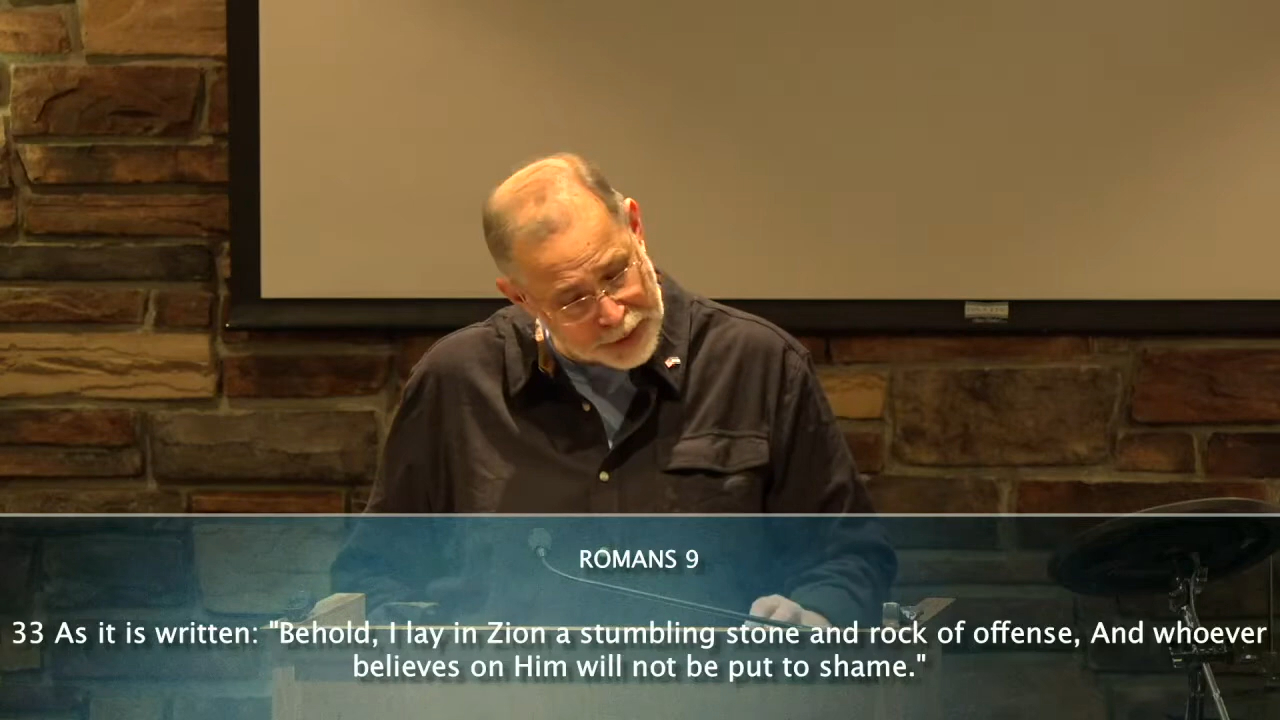 ROMANS 9
33 As it is written: "Behold, I lay in Zion a stumbling stone and rock of offense, And whoever
believes on Him will not be put to shame."